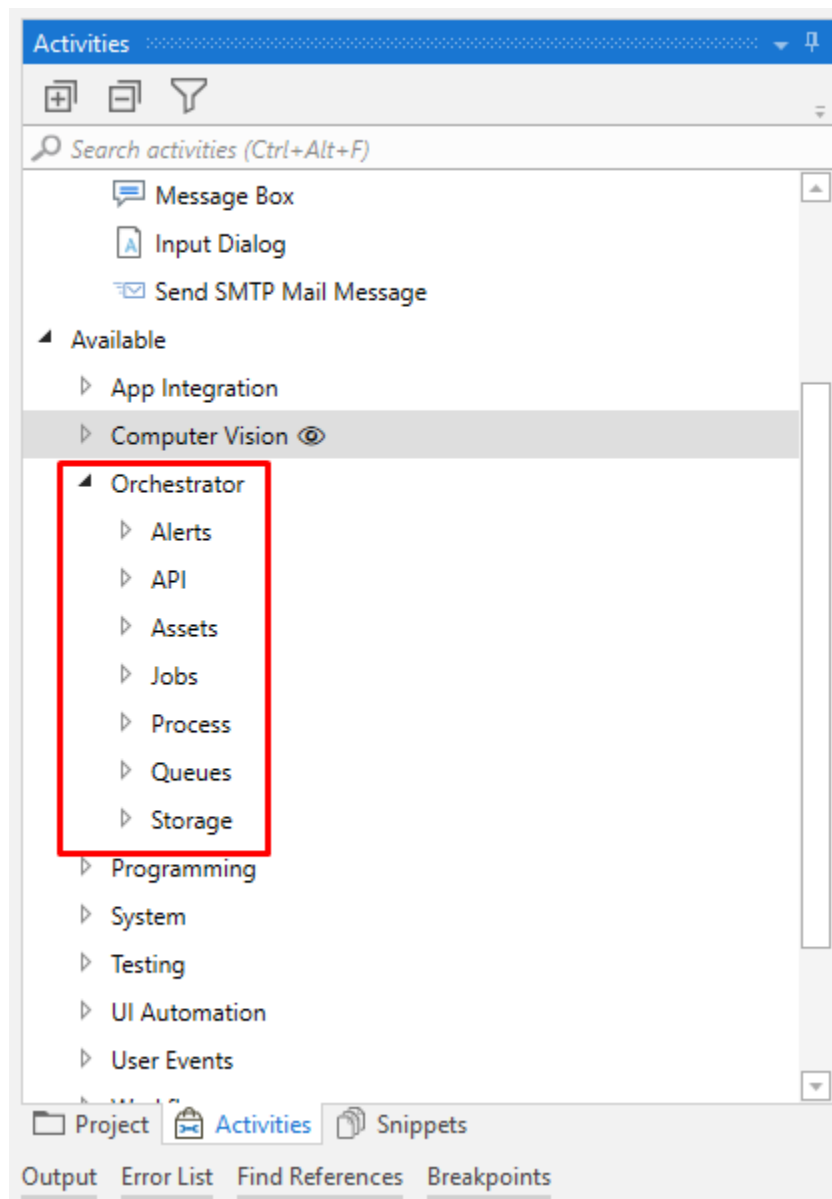 Activities
Search activities (Ctrl+Alt+F)
Message Box
Input Dialog
Send SMTP Mail Message
Available
App Integration
Computer Vision
Orchestrator
Alerts
API
Assets
Jobs
Process
Queues
Storage
Programming
System
Testing
UI Automation
User Events
Project Activities Snippets
Output Error List Find References Breakpoints